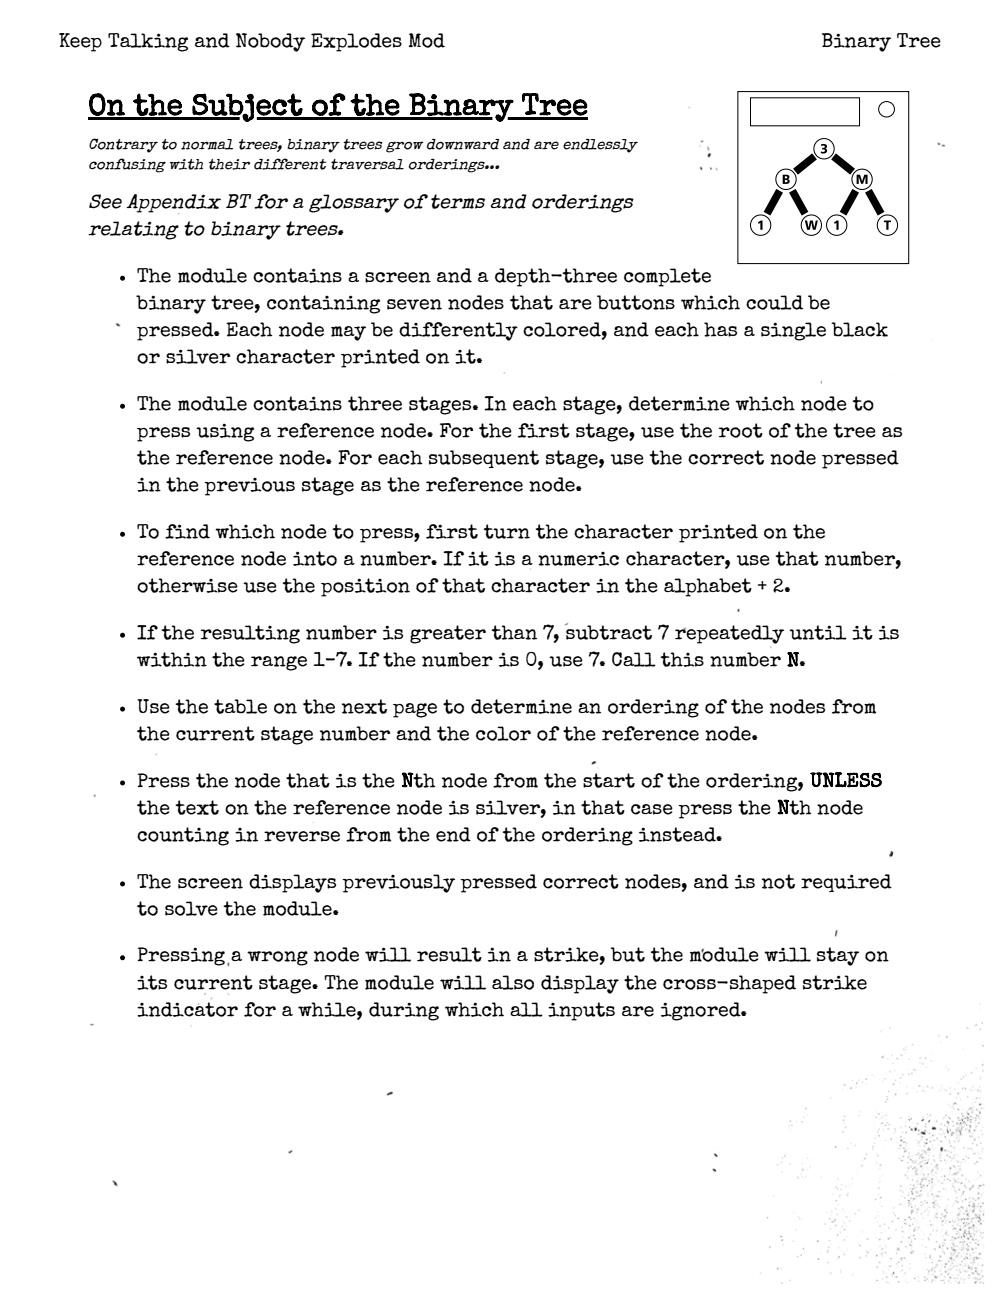 Keep Talking and Nobody Explodes Mod
Binary Tree
On the Subject of the Binary Tree
Contrary to normal trees, binary trees grow downward and are endlessly
confusing with their different traversal orderings...
See Appendix BT for a glossary of terms and orderings
relating to binary trees.
3
B M
1 W 1 T
• The module contains a screen and a depth-three complete
binary tree, containing seven nodes that are buttons which could be
pressed. Each node may be differently colored, and each has a single black
or silver character printed on it.
• The module contains three stages. In each stage, determine which node to
press using a reference node. For the first stage, use the root of the tree as
the reference node. For each subsequent stage, use the correct node pressed
in the previous stage as the reference node.
• To find which node to press, first turn the character printed on the
reference node into a number. If it is a numeric character, use that number,
otherwise use the position of that character in the alphabet + 2.
• If the resulting number is greater than 7, subtract 7 repeatedly until it is
within the range 1-7. If the number is 0, use 7. Call this number N.
• Use the table on the next page to determine an ordering of the nodes from
the current stage number and the color of the reference node.
• Press the node that is the Nth node from the start of the ordering, UNLESS
the text on the reference node is silver, in that case press the Nth node
counting in reverse from the end of the ordering instead.
• The screen displays previously pressed correct nodes, and is not required
to solve the module.
• Pressing a wrong node will result in a strike, but the module will stay on
its current stage. The module will also display the cross-shaped strike
indicator for a while, during which all inputs are ignored.